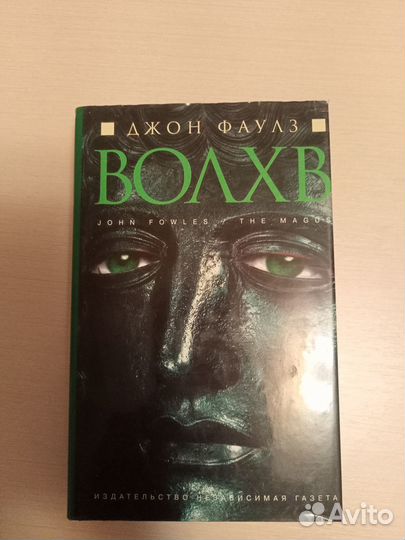 ДЖОН ФАУЛЗ
ВОЛХВ
JOHN FOWLES / THE MAGUS
ИЗДАТЕЛЬСТВО НЕЗАВИСИМАЯ ГАЗЕТА
Avito